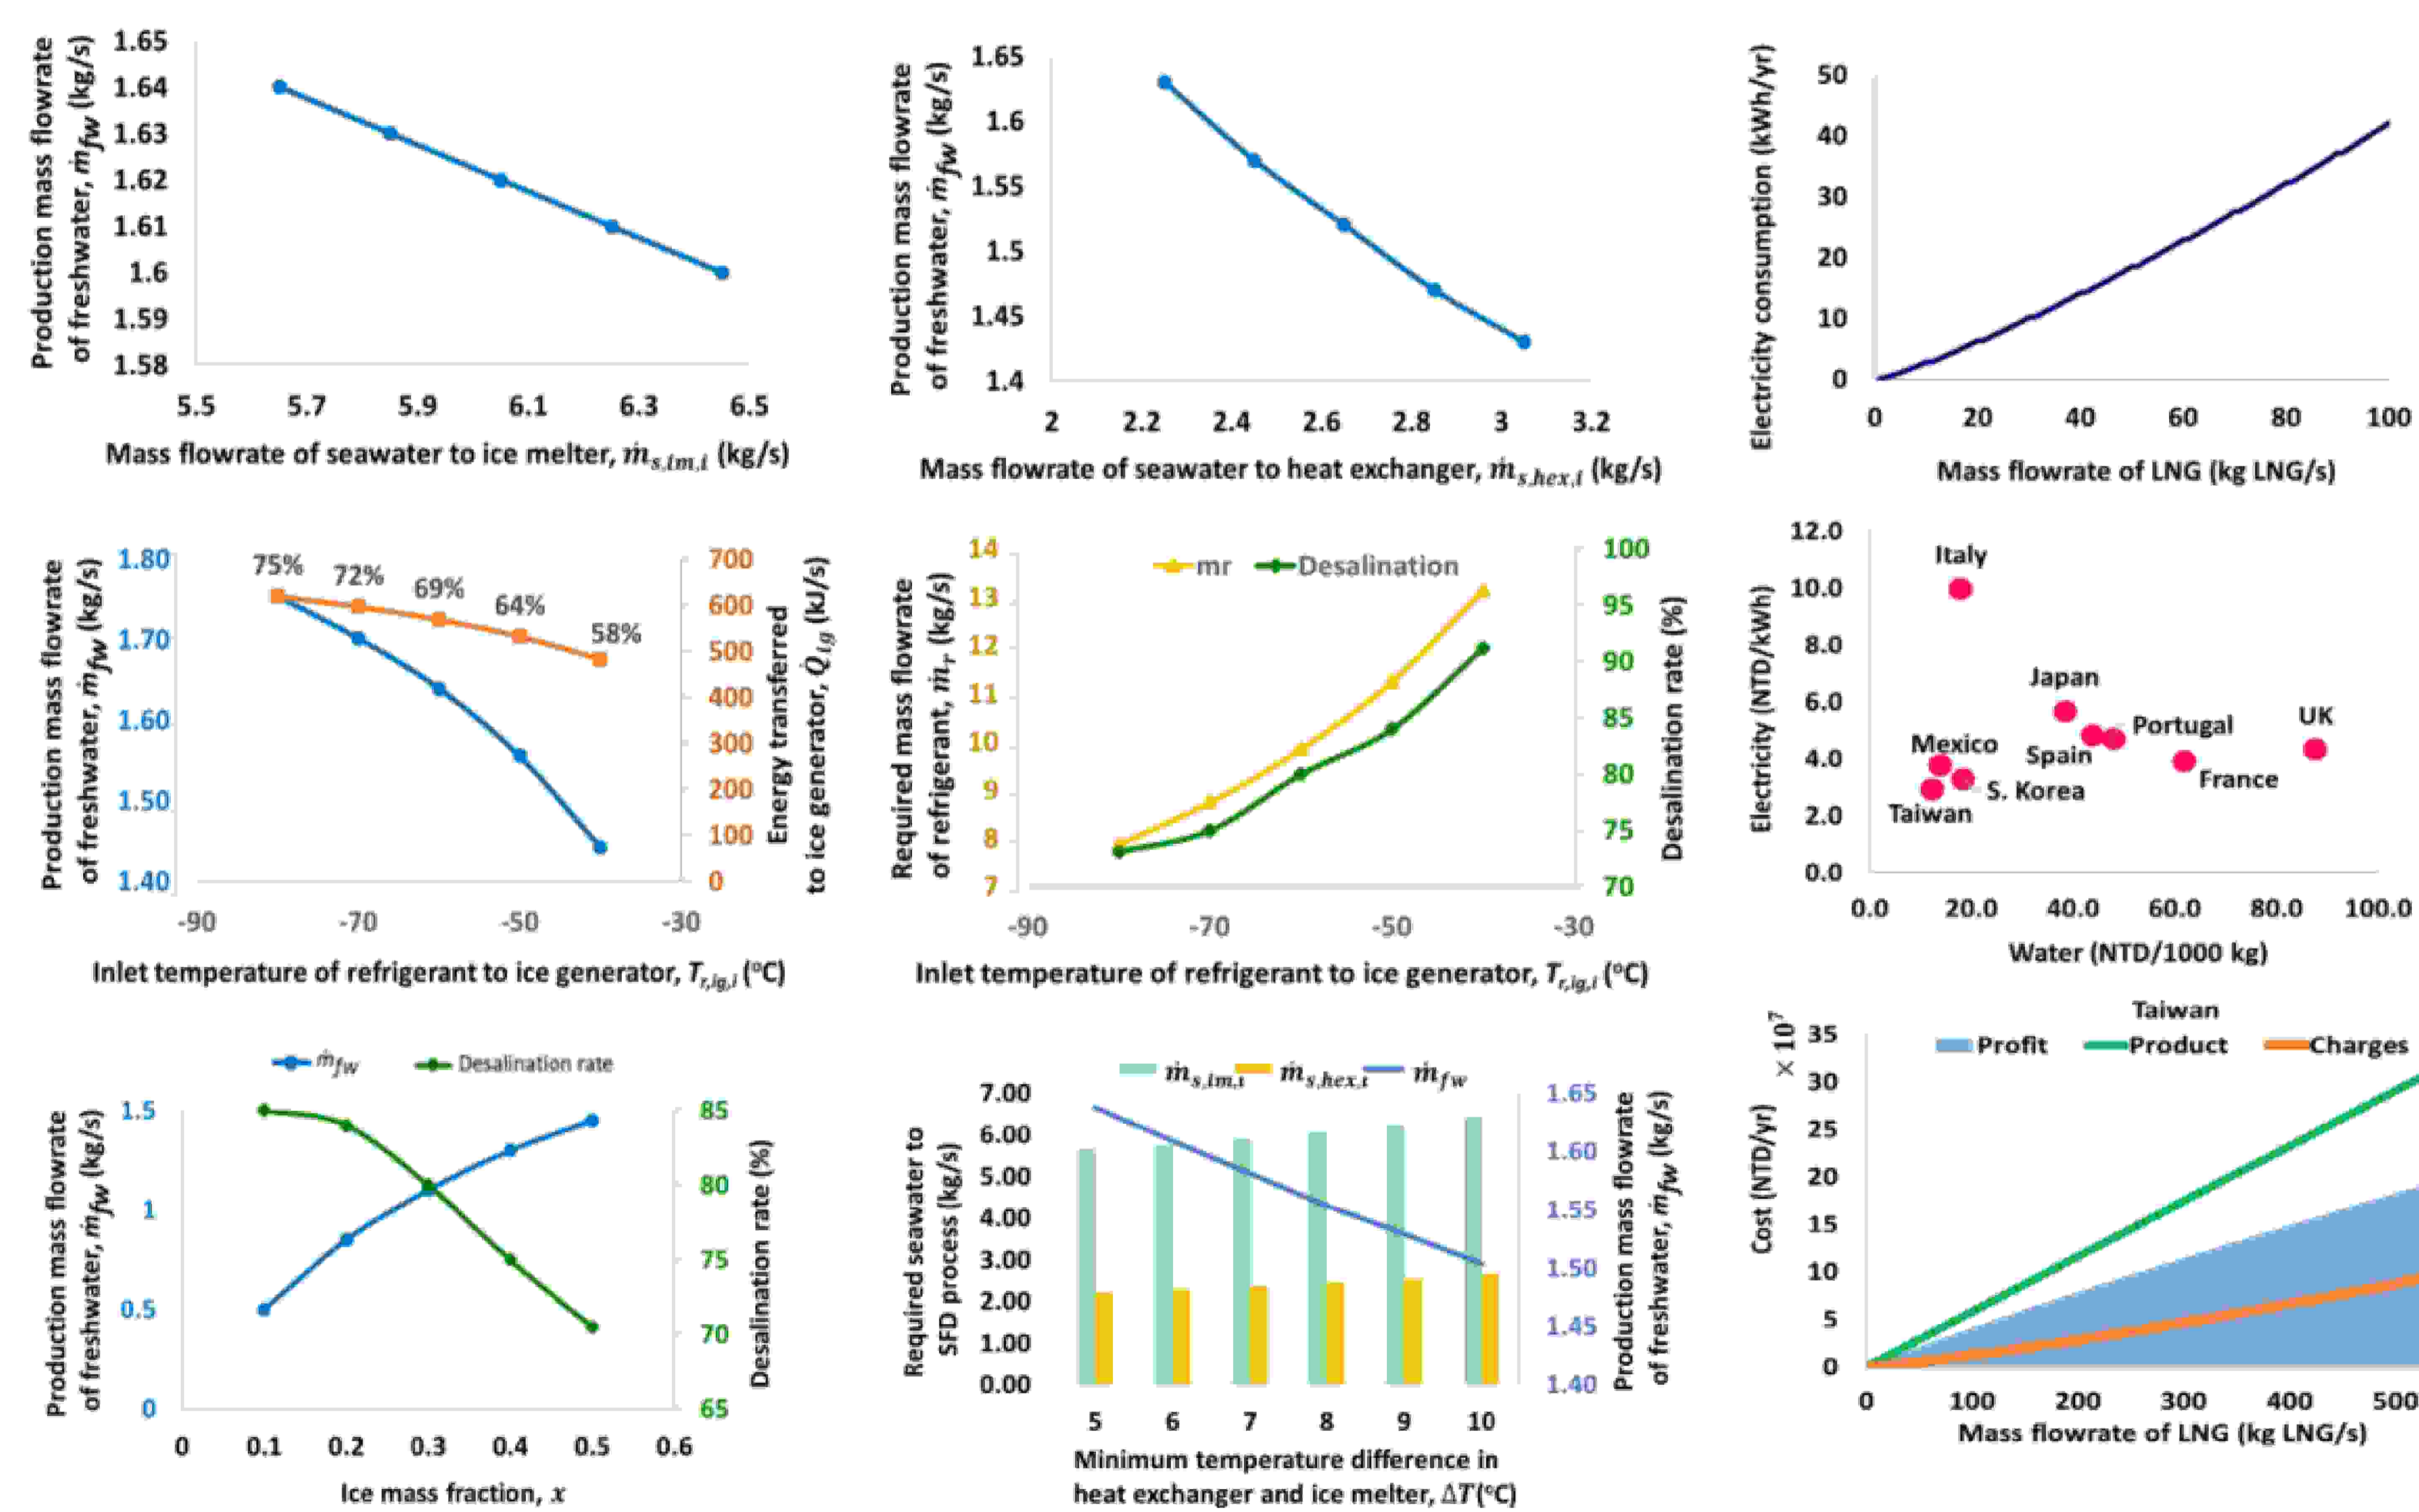 Production mass flowrate
of freshwater, ṁfw (kg/s)
1.65
1.64
1.63
1.62
1.61
1.6
1.59
1.58
5.5 5.7 5.9 6.1 6.3 6.5
Mass flowrate of seawater to ice melter, ṁs,im,i (kg/s)
Production mass flowrate
of freshwater, ṁfw (kg/s)
1.65
1.6
1.55
1.5
1.45
1.4
2 2.2 2.4 2.6 2.8 3 3.2
Mass flowrate of seawater to heat exchanger, ṁs,hex,i (kg/s)
Electricity consumption (kWh/yr)
50
40
30
20
10
0
0 20 40 60 80 100
Mass flowrate of LNG (kg LNG/s)
Production mass flowrate
of freshwater, ṁfw (kg/s)
1.80
1.70
1.60
1.50
1.40
75%
72%
69%
64%
58%
700
600
500
400
300
200
100
0
Energy transferred
to ice generator, Q̇ig (kJ/s)
-90 -70 -50 -30
Inlet temperature of refrigerant to ice generator, Tr,ig,i (°C)
Required mass flowrate
of refrigerant, ṁr (kg/s)
14
13
12
11
10
9
8
7
mr Desalination
100
95
90
85
80
75
70
Desalination rate (%)
-90 -70 -50 -30
Inlet temperature of refrigerant to ice generator, Tr,ig,i (°C)
Electricity (NTD/kWh)
12.0
10.0
8.0
6.0
4.0
2.0
0.0
Italy
Japan
Portugal
UK
Mexico
Spain
France
S. Korea
Taiwan
0.0 20.0 40.0 60.0 80.0 100.0
Water (NTD/1000 kg)
ṁfw Desalination rate
Production mass flowrate
of freshwater, ṁfw (kg/s)
1.5
1
0.5
0
85
80
75
70
65
Desalination rate (%)
0 0.1 0.2 0.3 0.4 0.5 0.6
Ice mass fraction, x
ṁs,im,i ṁs,hex,i ṁfw
Required seawater to
SFD process (kg/s)
7.00
6.00
5.00
4.00
3.00
2.00
1.00
0.00
1.65
1.60
1.55
1.50
1.45
1.40
Production mass flowrate
of freshwater, ṁfw (kg/s)
5 6 7 8 9 10
Minimum temperature difference in
heat exchanger and ice melter, ΔT(°C)
Taiwan
Profit Product Charges
× 10⁷
Cost (NTD/yr)
35
30
25
20
15
10
5
0
0 100 200 300 400 500
Mass flowrate of LNG (kg LNG/s)